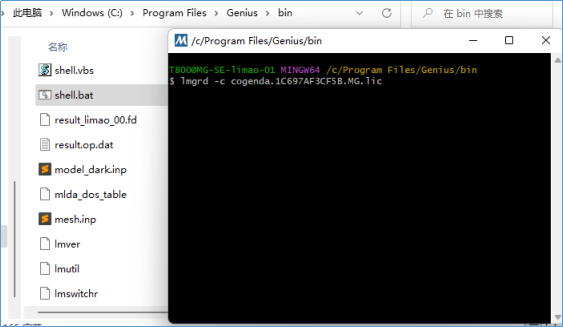 此电脑 > Windows (C:) > Program Files > Genius > bin
在 bin 中搜索
名称
shell.vbs
shell.bat
result_limao_00.fd
result.op.dat
model_dark.inp
mlda_dos_table
mesh.inp
lmver
lmutil
lmswitchr
/c/Program Files/Genius/bin
T800@MG-SE-limao-01 MINGW64 /c/Program Files/Genius/bin
$ lmgrd -c cogenda.1C697AF3CF5B.MG.lic